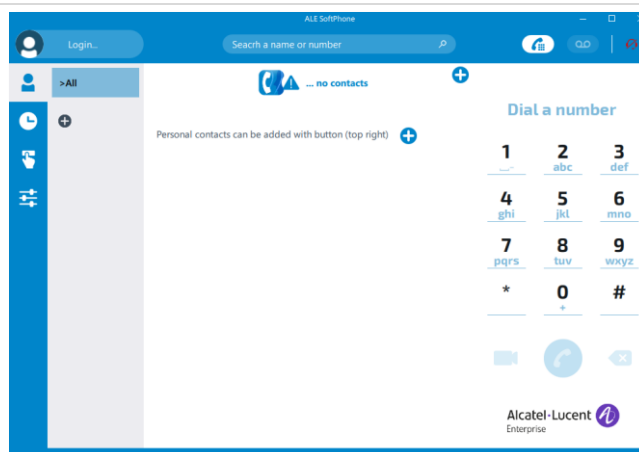 ALE SoftPhone
Login..
Seacrh a name or number
>All
... no contacts
Personal contacts can be added with button (top right)
Dial a number
1 2 3
abc def
4 5 6
ghi jkl mno
7 8 9
pqrs tuv wxyz
* 0 #
+
Alcatel·Lucent
Enterprise